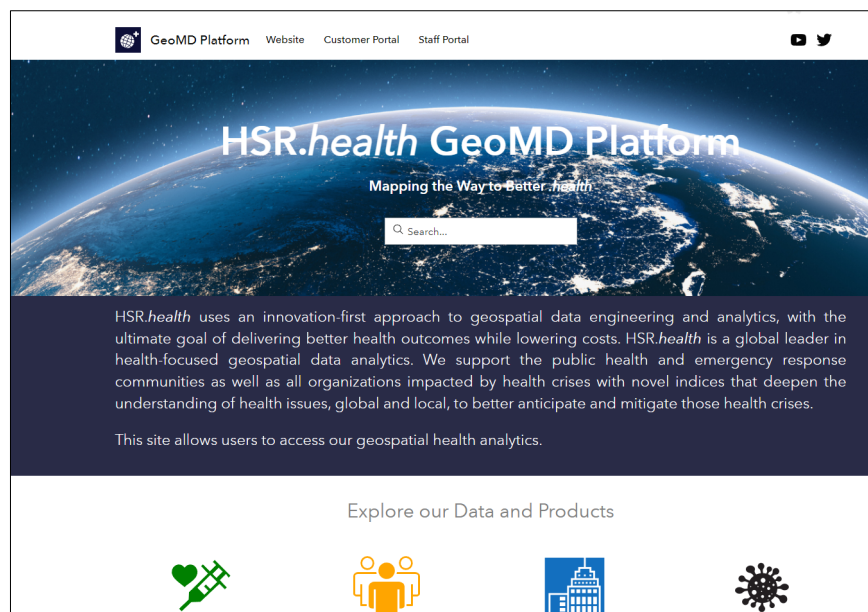 GeoMD Platform Website Customer Portal Staff Portal
HSR.health GeoMD Platform
Mapping the Way to Better .health
Search...
HSR.health uses an innovation-first approach to geospatial data engineering and analytics, with the
ultimate goal of delivering better health outcomes while lowering costs. HSR.health is a global leader in
health-focused geospatial data analytics. We support the public health and emergency response
communities as well as all organizations impacted by health crises with novel indices that deepen the
understanding of health issues, global and local, to better anticipate and mitigate those health crises.
This site allows users to access our geospatial health analytics.
Explore our Data and Products